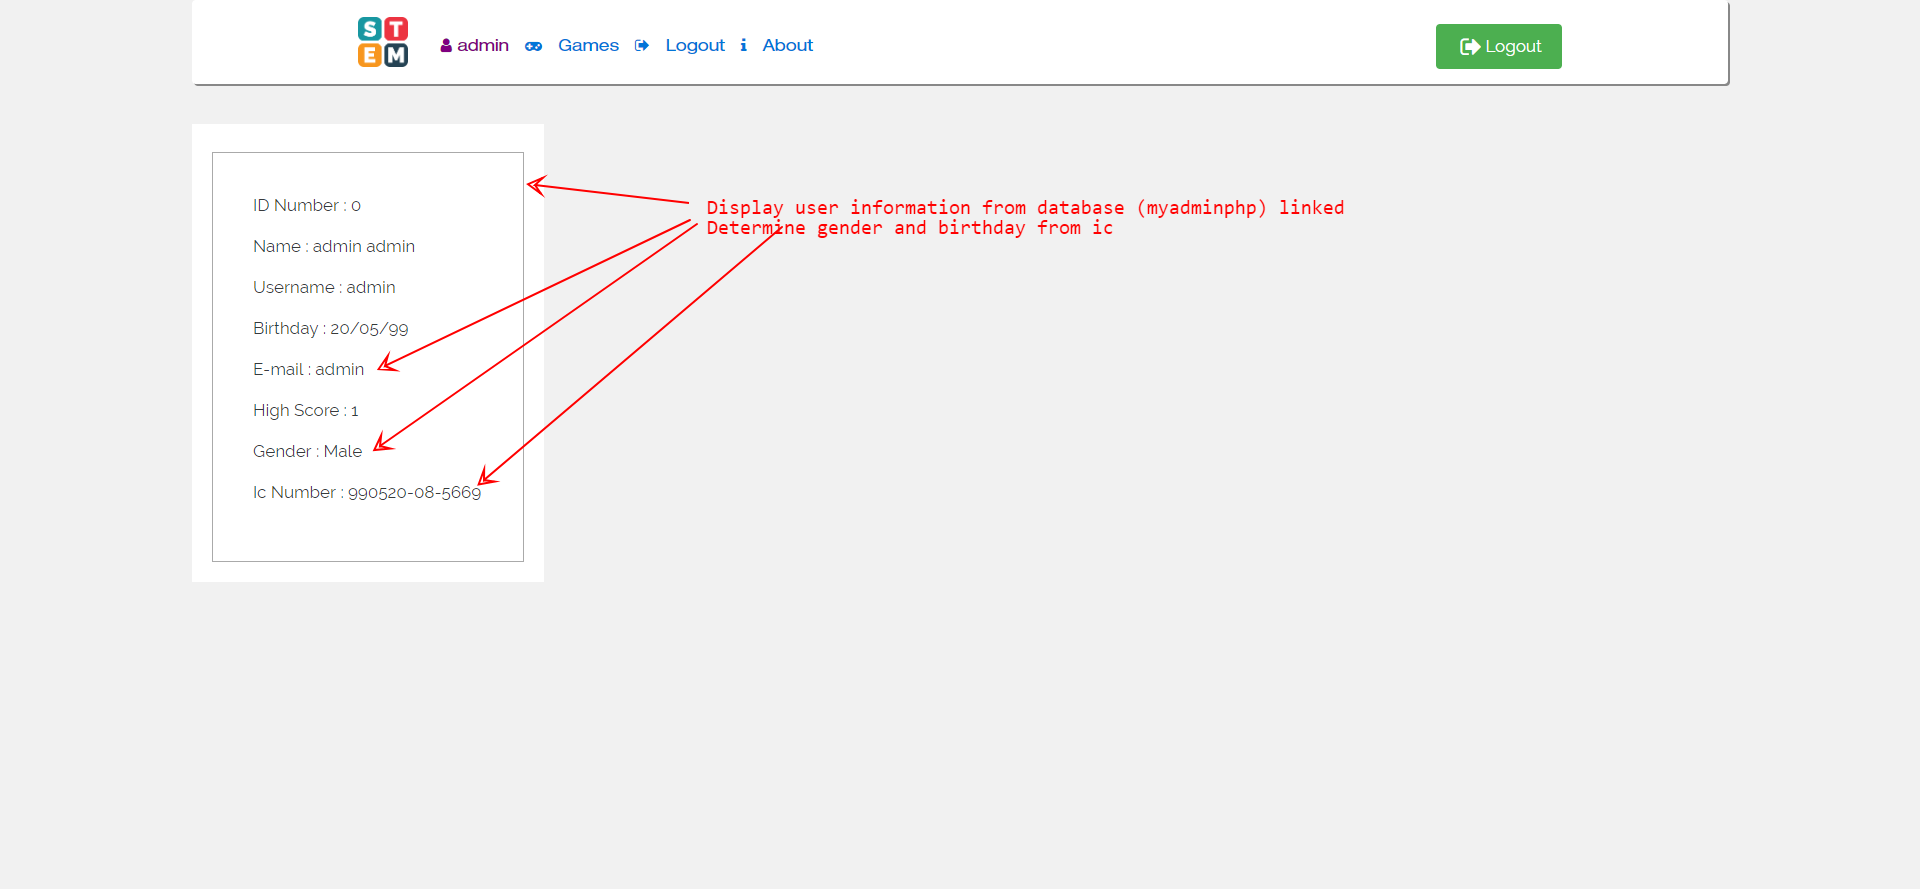 S T
E M
admin Games Logout About
Logout
Display user information from database (myadminphp) linked
Determine gender and birthday from ic
ID Number : 0
Name : admin admin
Username : admin
Birthday : 20/05/99
E-mail : admin
High Score : 1
Gender : Male
Ic Number : 990520-08-5669